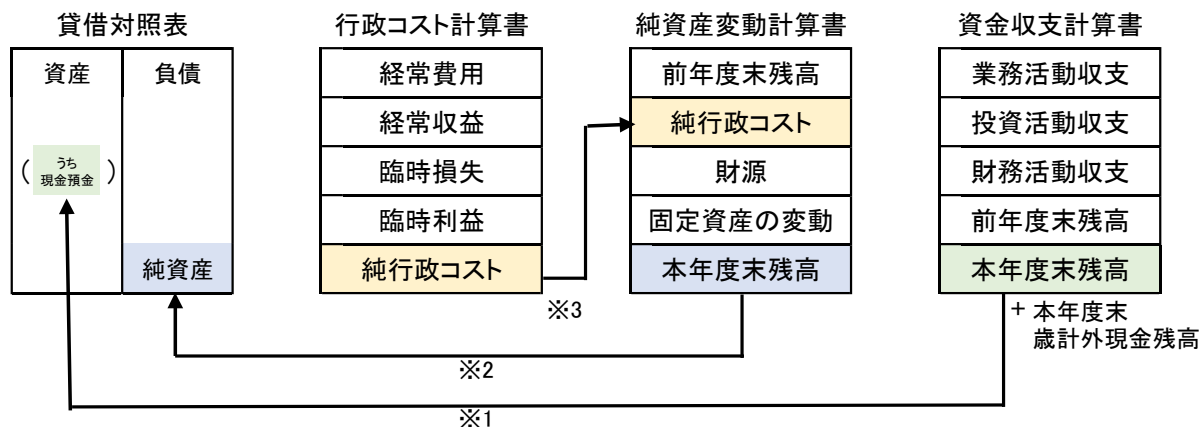 貸借対照表
資産
負債
(うち
現金預金)
純資産
行政コスト計算書
経常費用
経常収益
臨時損失
臨時利益
純行政コスト
純資産変動計算書
前年度末残高
純行政コスト
財源
固定資産の変動
本年度末残高
資金収支計算書
業務活動収支
投資活動収支
財務活動収支
前年度末残高
本年度末残高
+ 本年度末
歳計外現金残高
※3
※2
※1